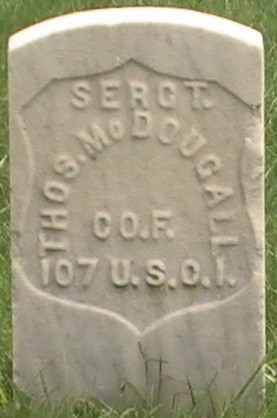 SERGT.
THOS. McDOUGALL
CO. F.
107 U.S.C.I.